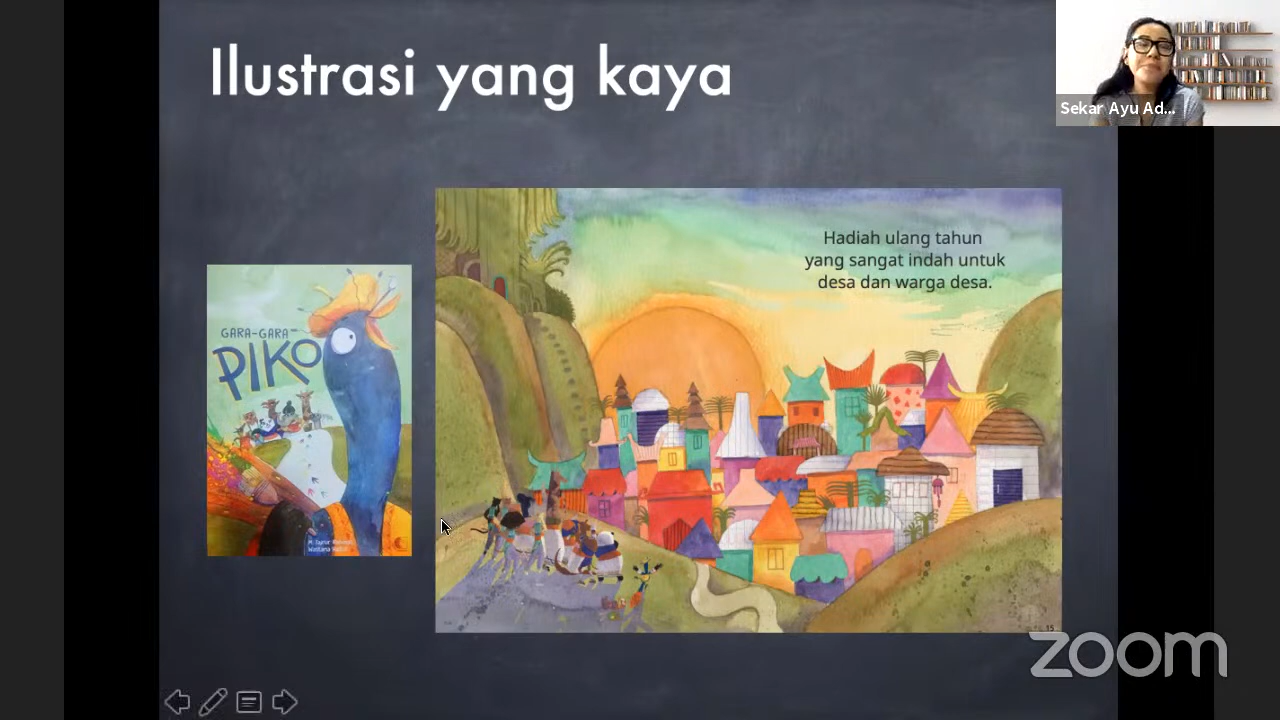 Ilustrasi yang kaya
Sekar Ayu Ad...
Hadiah ulang tahun
yang sangat indah untuk
desa dan warga desa.
GARA-GARA
PIKO
15
zoom